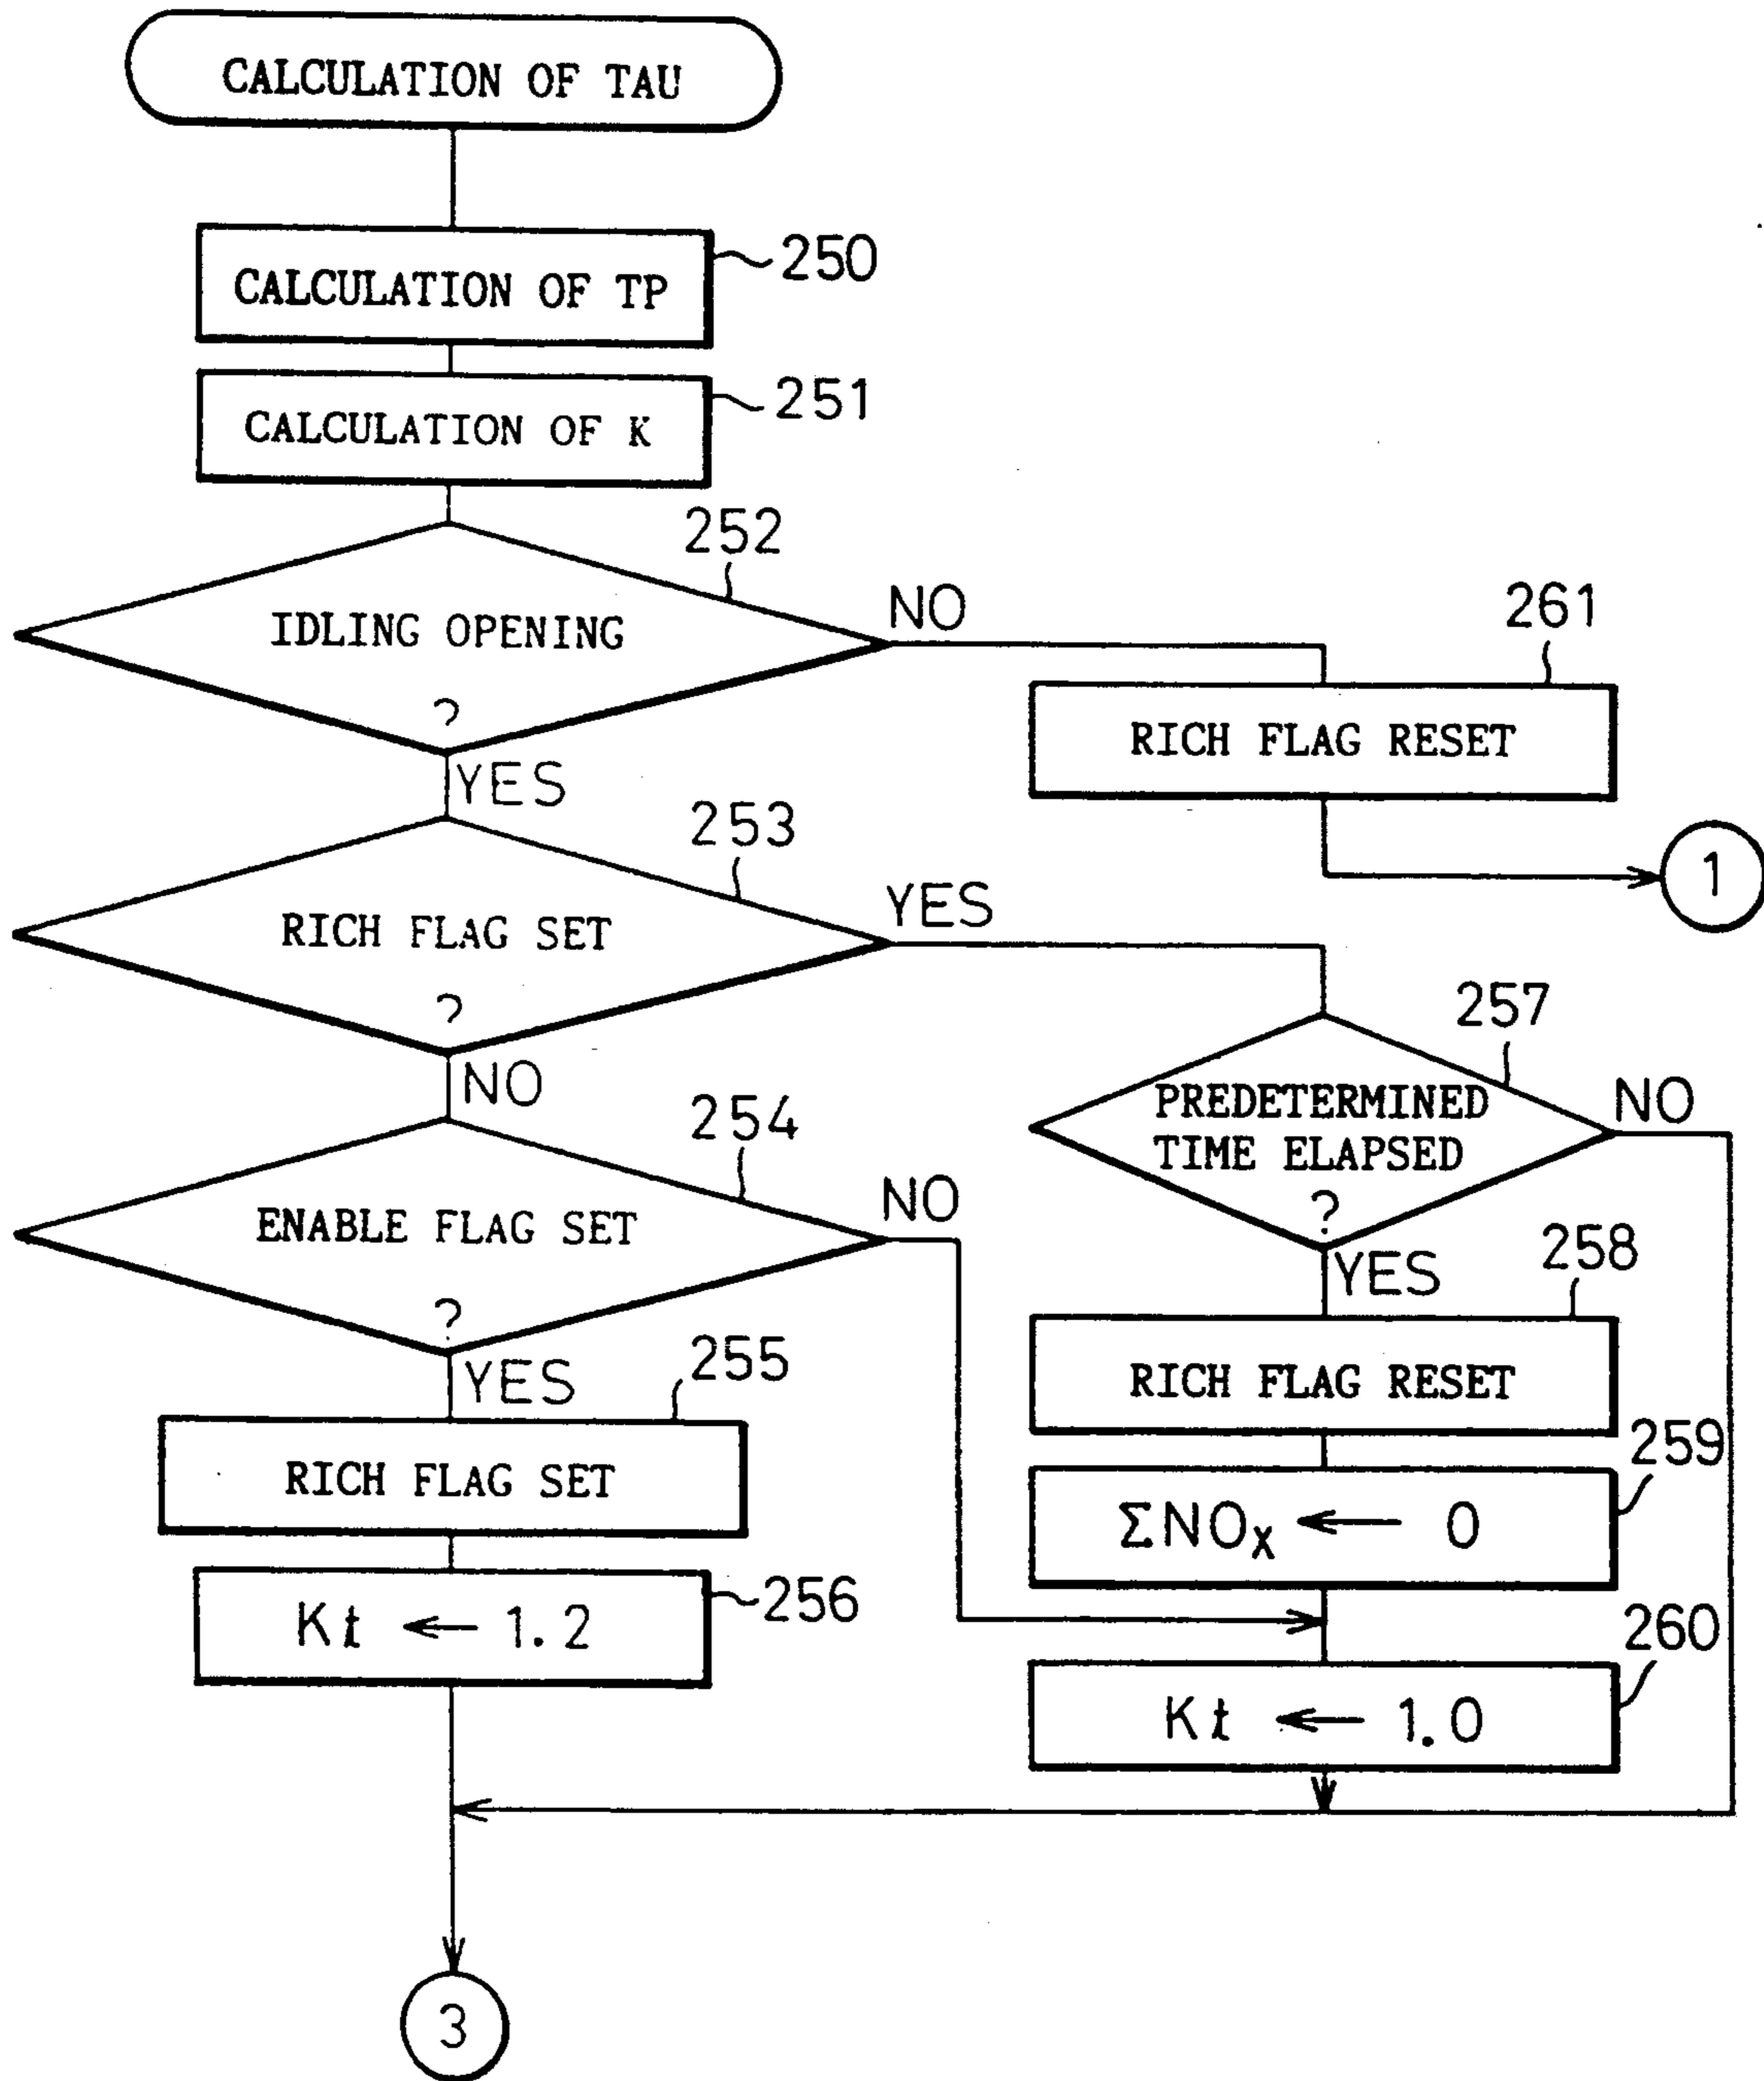 CALCULATION OF TAU
CALCULATION OF TP
250
CALCULATION OF K
251
252
IDLING OPENING
?
NO
YES
261
RICH FLAG RESET
1
253
RICH FLAG SET
?
YES
NO
257
PREDETERMINED
TIME ELAPSED
?
NO
YES
254
ENABLE FLAG SET
?
NO
YES
255
RICH FLAG SET
258
RICH FLAG RESET
259
ΣNOx ← 0
256
Kt ← 1.2
260
Kt ← 1.0
3